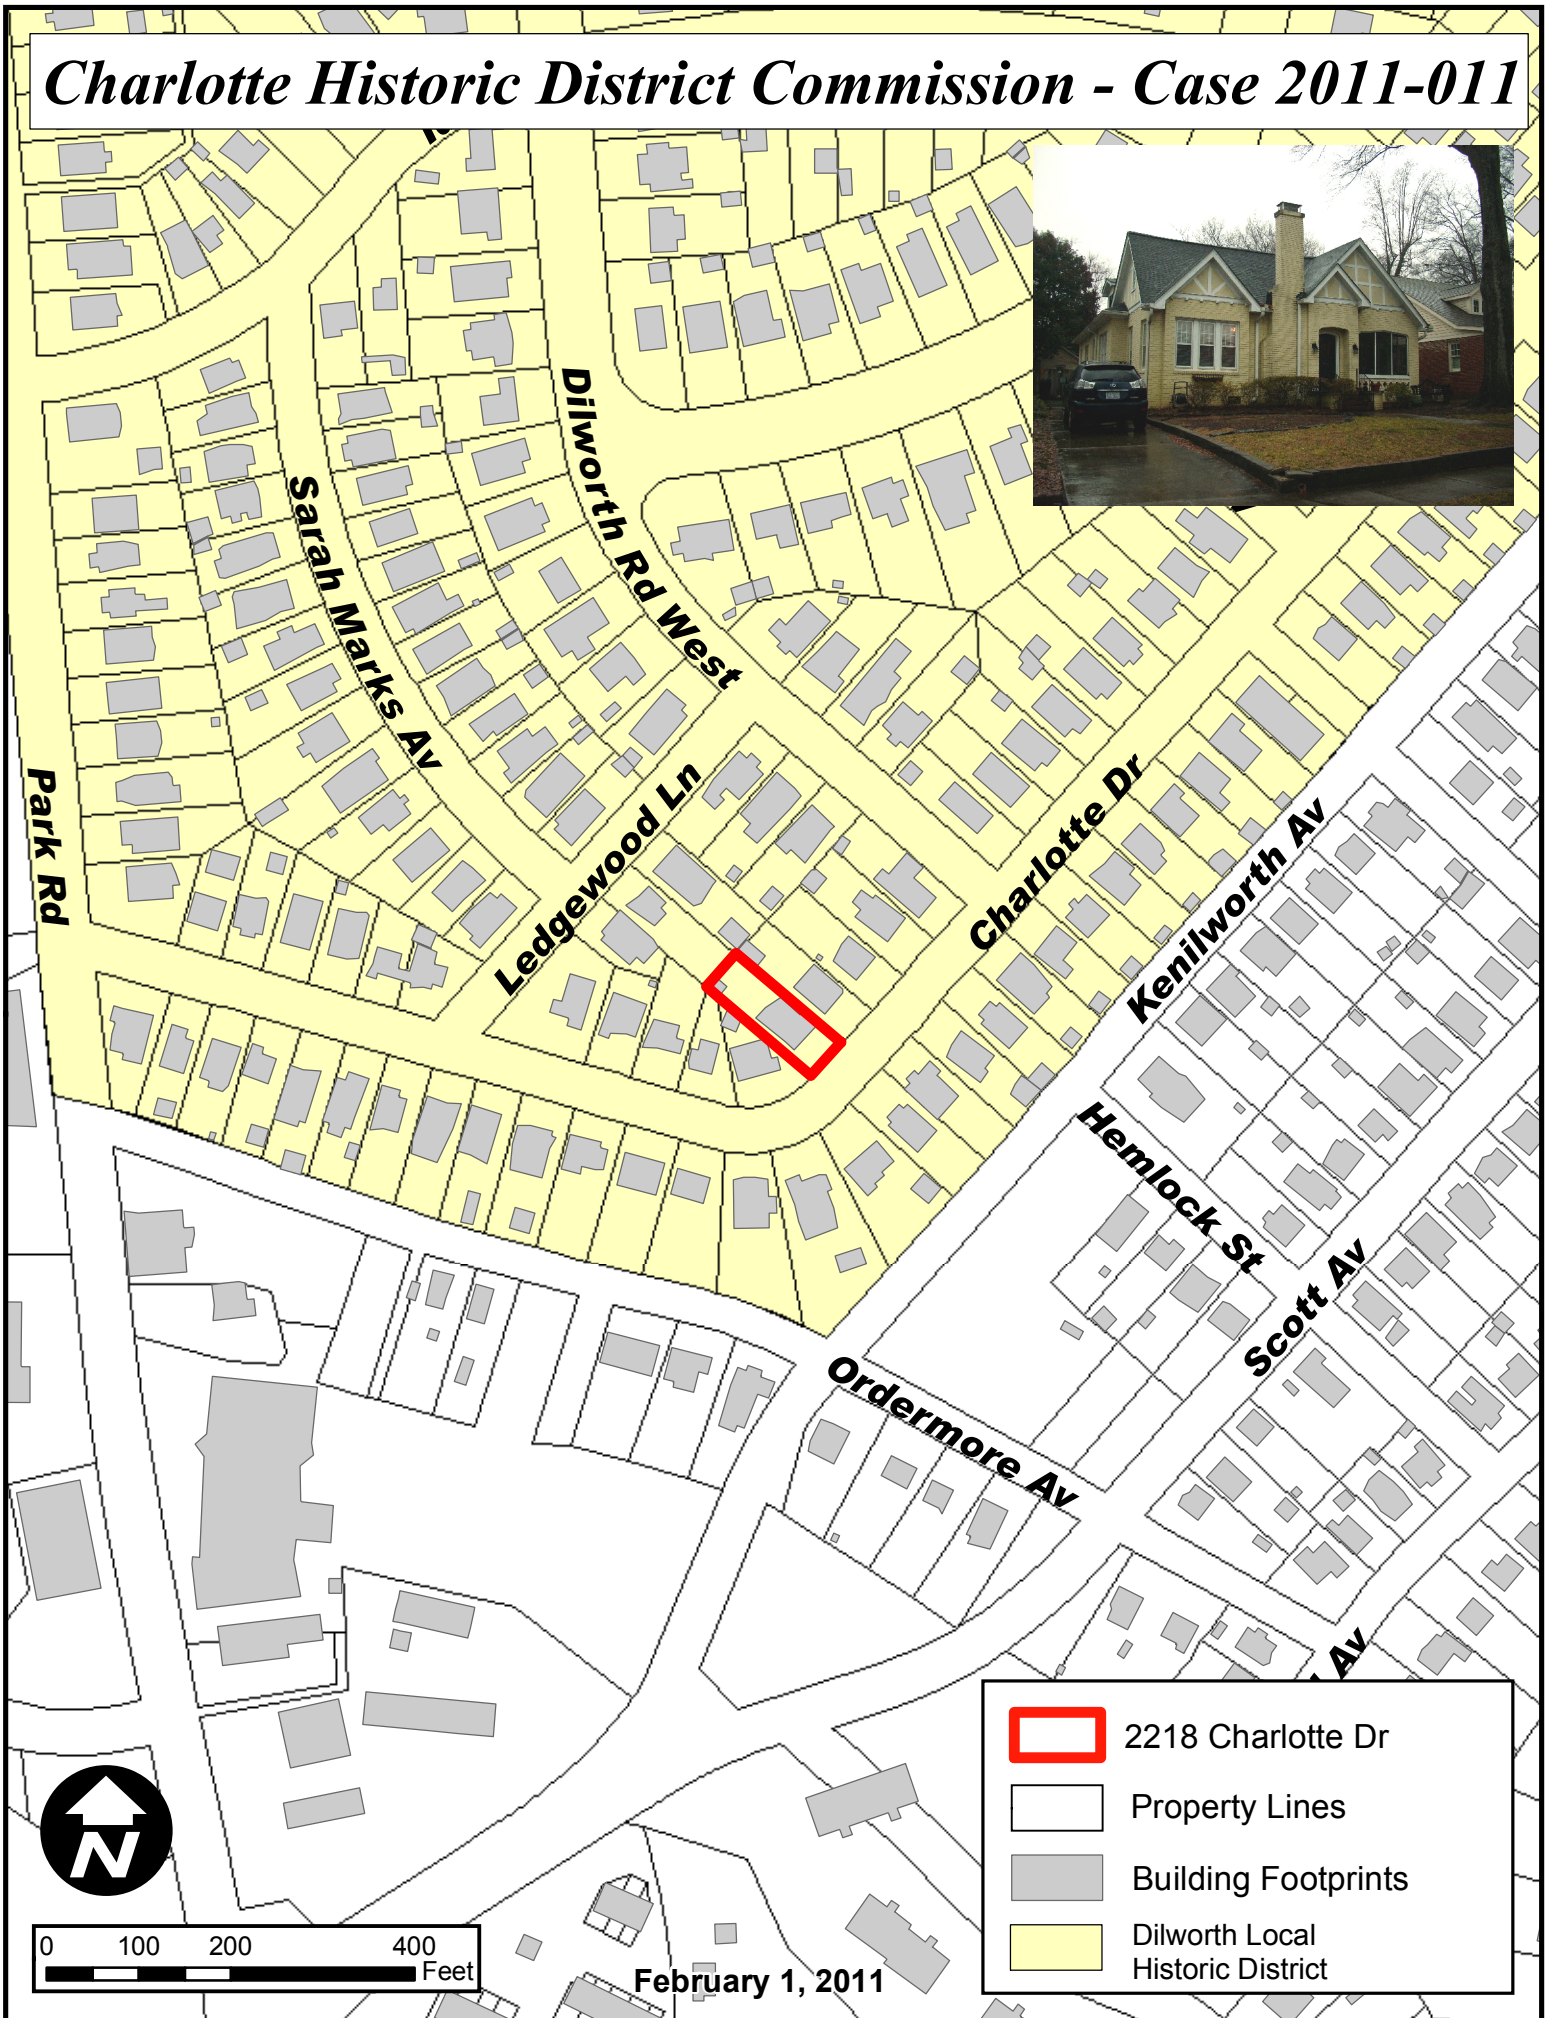 Charlotte Historic District Commission - Case 2011-011
Dilworth Rd West
Sarah Marks Av
Park Rd
Ledgewood Ln
Charlotte Dr
Kenilworth Av
Hemlock St
Scott Av
Ordermore Av
Av
2218 Charlotte Dr
Property Lines
Building Footprints
Dilworth Local
Historic District
N
0 100 200 400
Feet
February 1, 2011